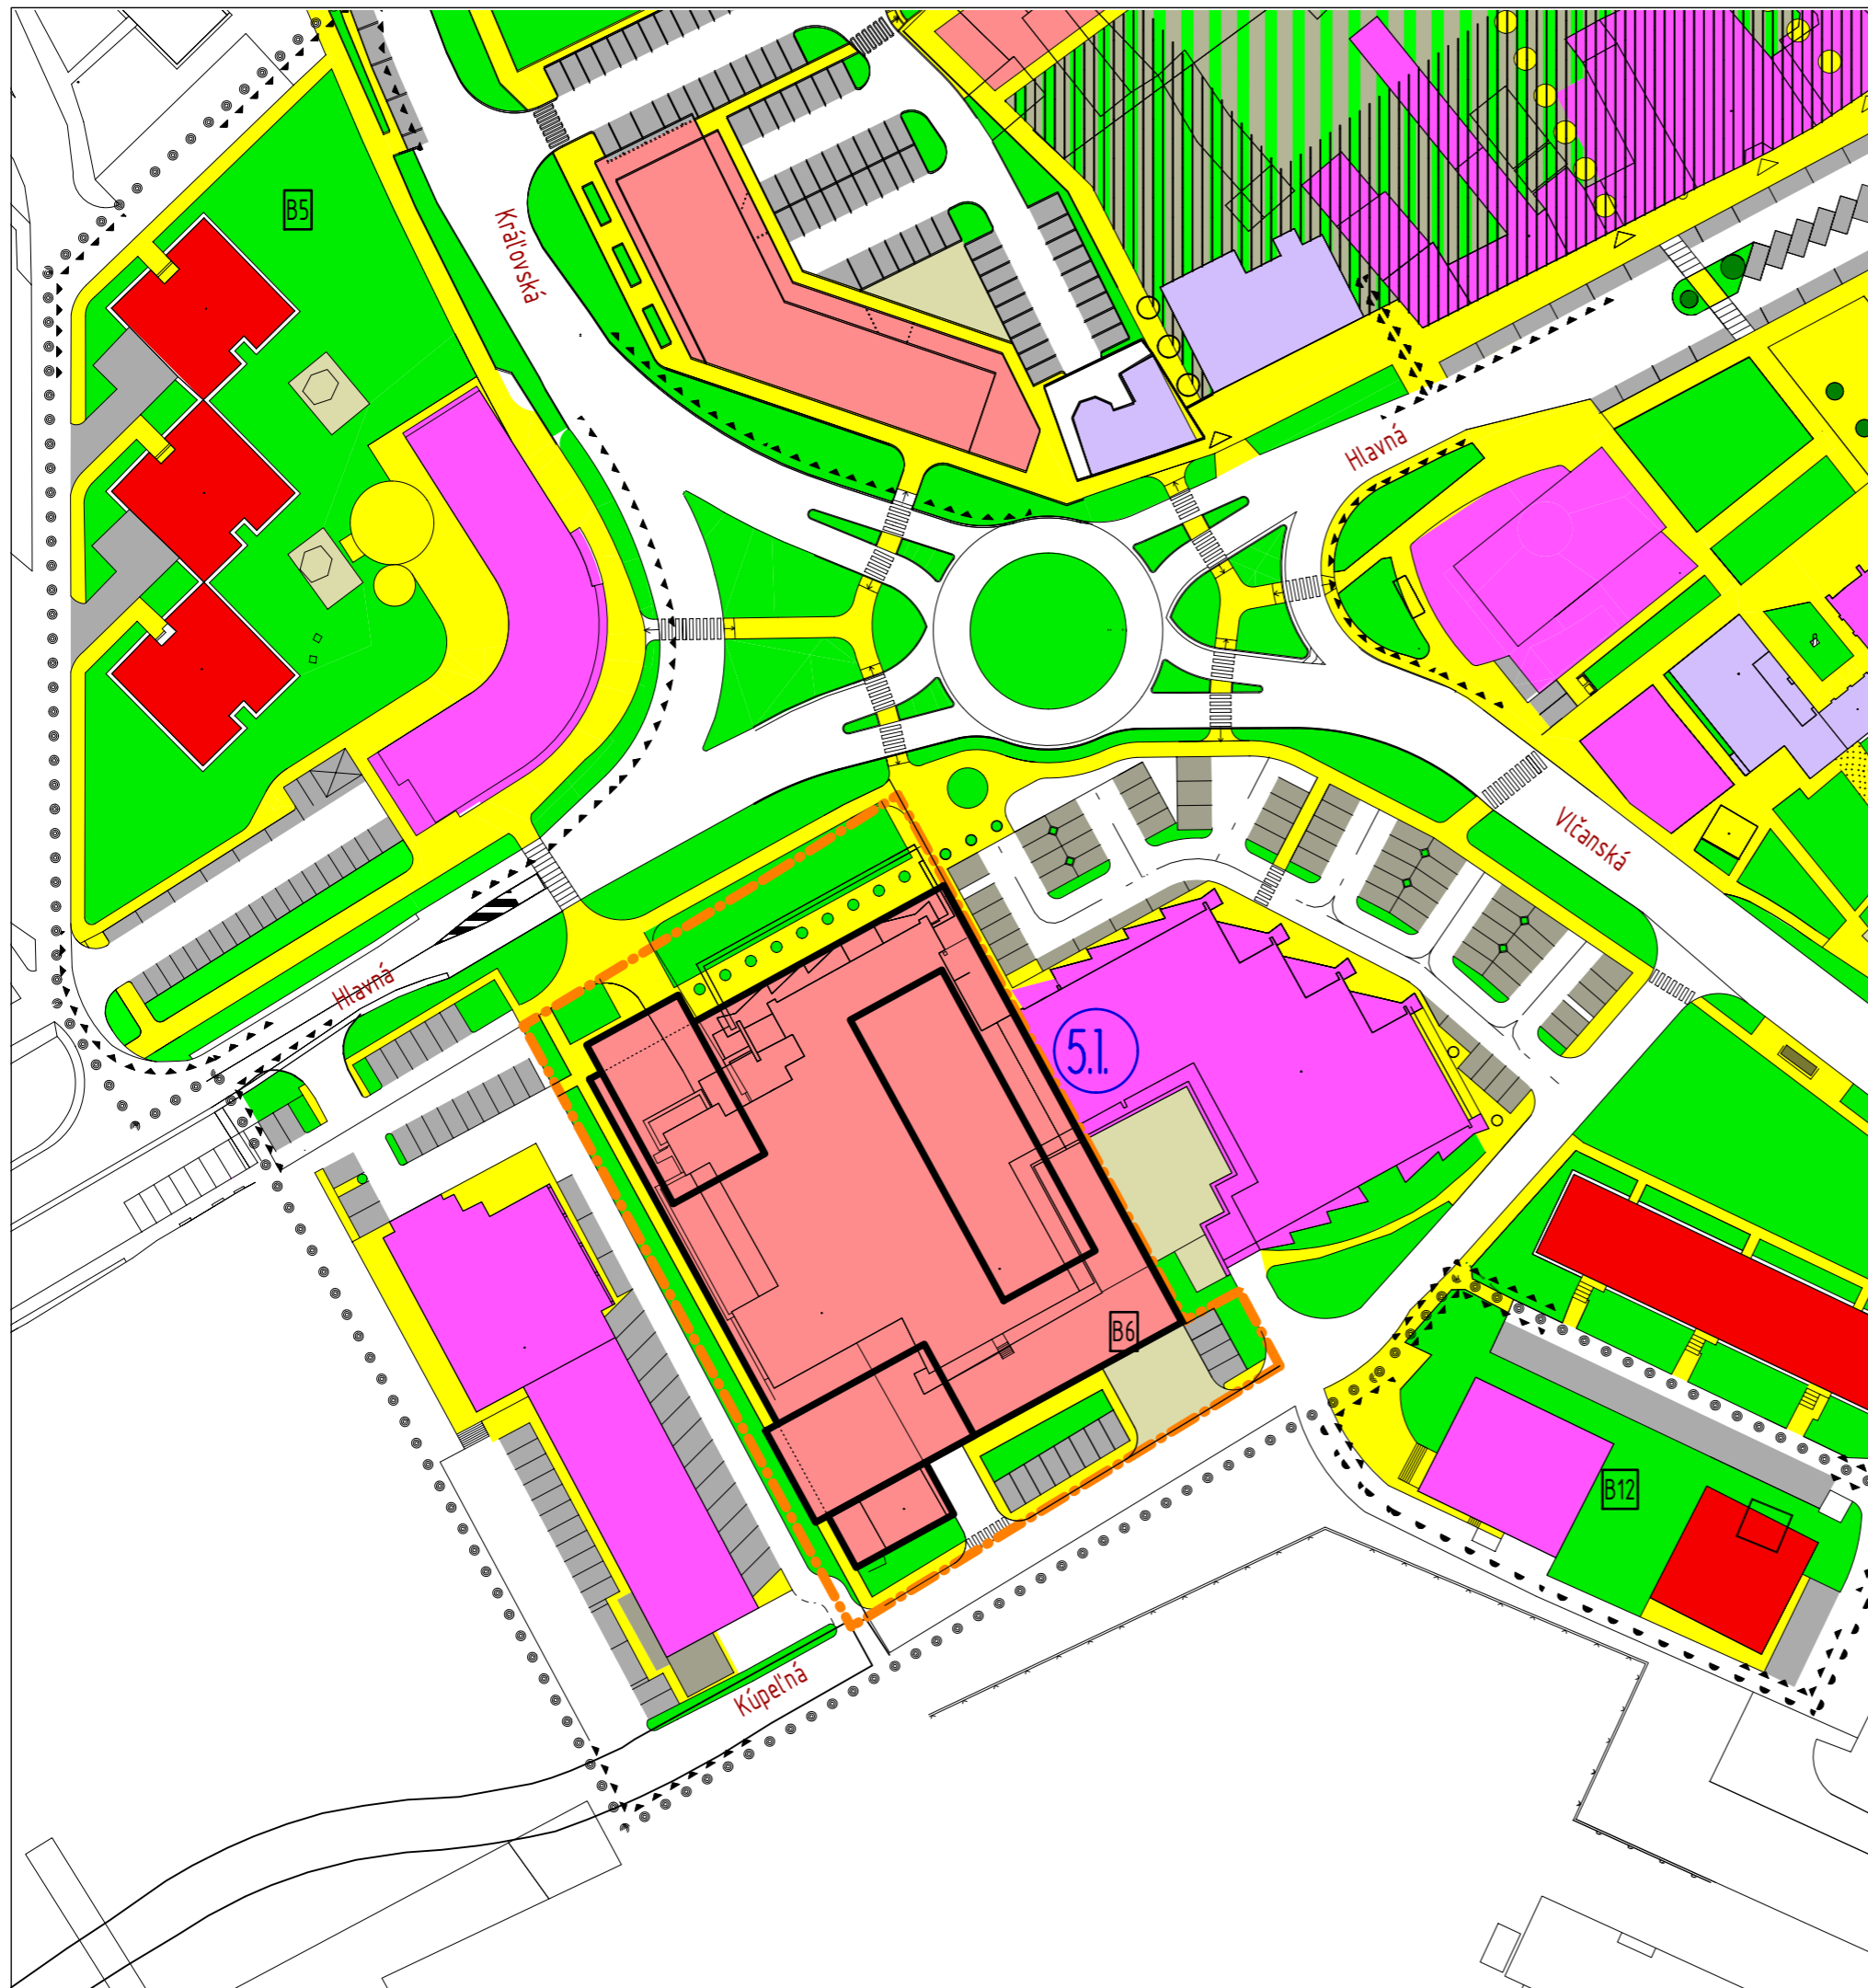 B5
Kráľovská
Hlavná
Vlčanská
Hlavná
5.1.
B6
B12
Kúpeľná